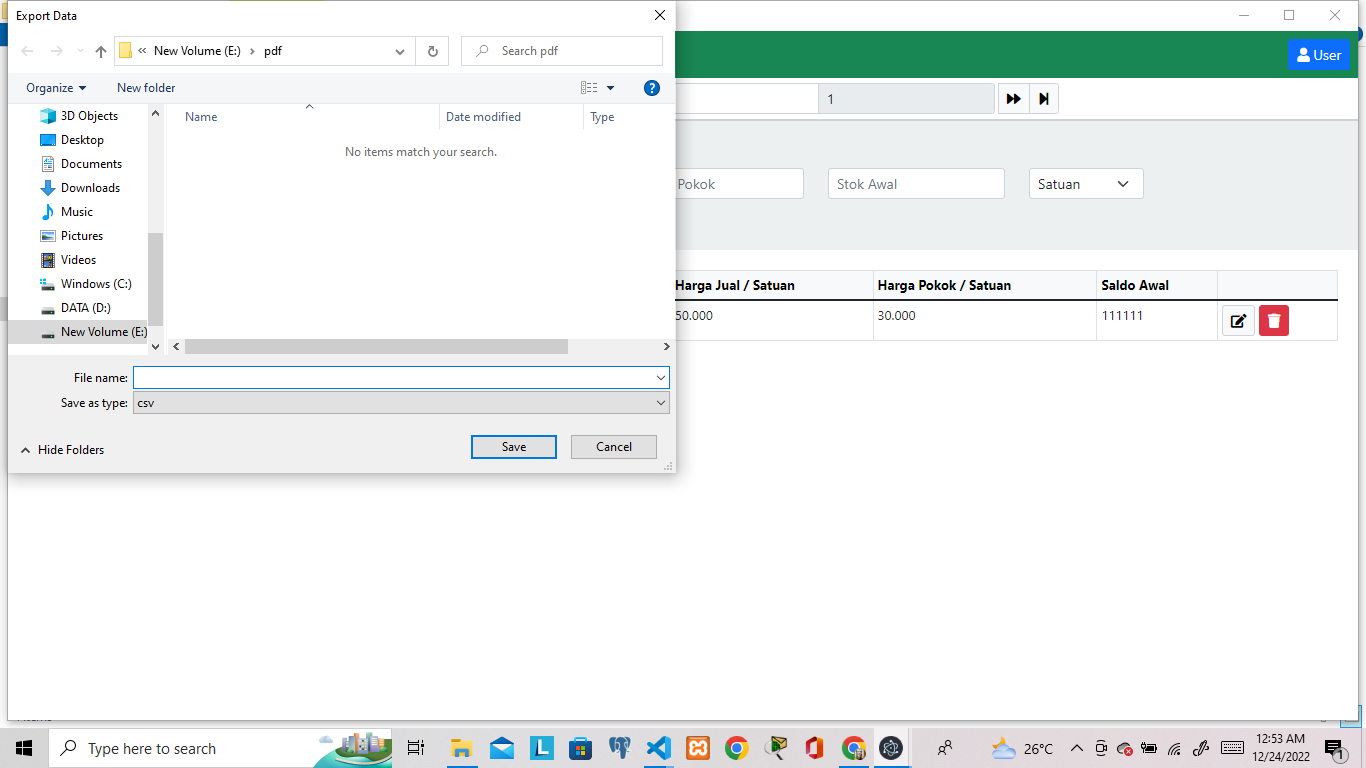 Export Data
New Volume (E:) pdf
Search pdf
User
Organize
New folder
1
3D Objects
Desktop
Documents
Downloads
Music
Pictures
Videos
Windows (C:)
DATA (D:)
New Volume (E:)
Name
Date modified
Type
No items match your search.
Pokok
Stok Awal
Satuan
Harga Jual / Satuan
Harga Pokok / Satuan
Saldo Awal
50.000
30.000
111111
File name:
Save as type: csv
Hide Folders
Save
Cancel
Type here to search
26°C
12:53 AM
12/24/2022
1